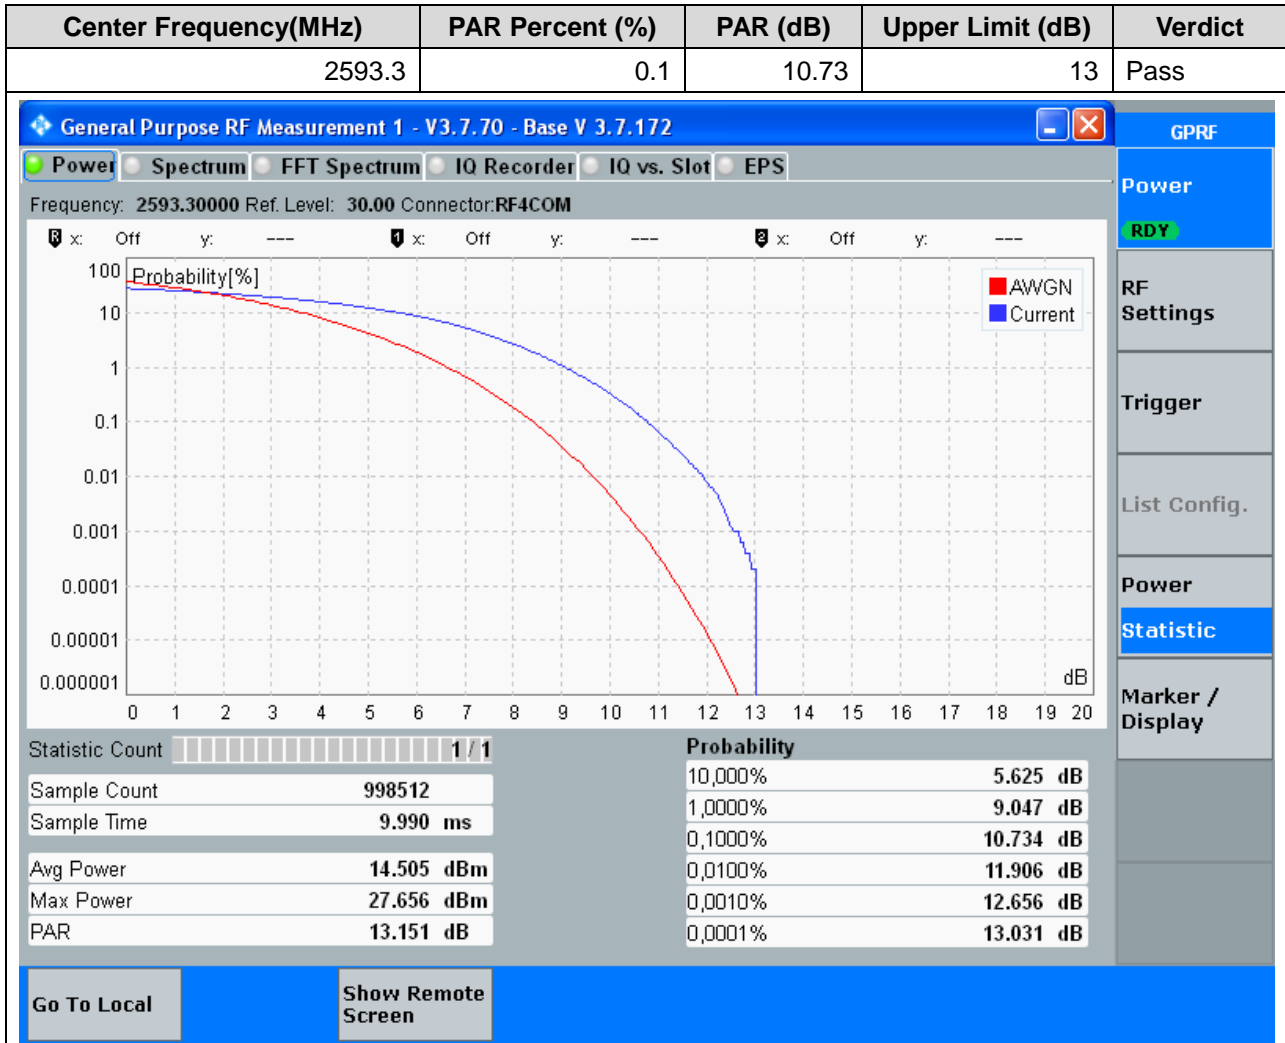 Center Frequency(MHz) PAR Percent (%) PAR (dB) Upper Limit (dB) Verdict
2593.3 0.1 10.73 13 Pass
General Purpose RF Measurement 1 - V3.7.70 - Base V 3.7.172
GPRF
Power Spectrum FFT Spectrum IQ Recorder IQ vs. Slot EPS
Power
RDY
Frequency: 2593.30000 Ref. Level: 30.00 Connector:RF4COM
R x: Off y: --- 1 x: Off y: --- 2 x: Off y: ---
Probability[%]
AWGN
Current
100
10
1
0.1
0.01
0.001
0.0001
0.00001
0.000001
dB
0 1 2 3 4 5 6 7 8 9 10 11 12 13 14 15 16 17 18 19 20
RF
Settings
Trigger
List Config.
Power
Statistic
Marker /
Display
Statistic Count 1 / 1
Sample Count 998512
Sample Time 9.990 ms
Avg Power 14.505 dBm
Max Power 27.656 dBm
PAR 13.151 dB
Probability
10,000% 5.625 dB
1,0000% 9.047 dB
0,1000% 10.734 dB
0,0100% 11.906 dB
0,0010% 12.656 dB
0,0001% 13.031 dB
Go To Local
Show Remote
Screen